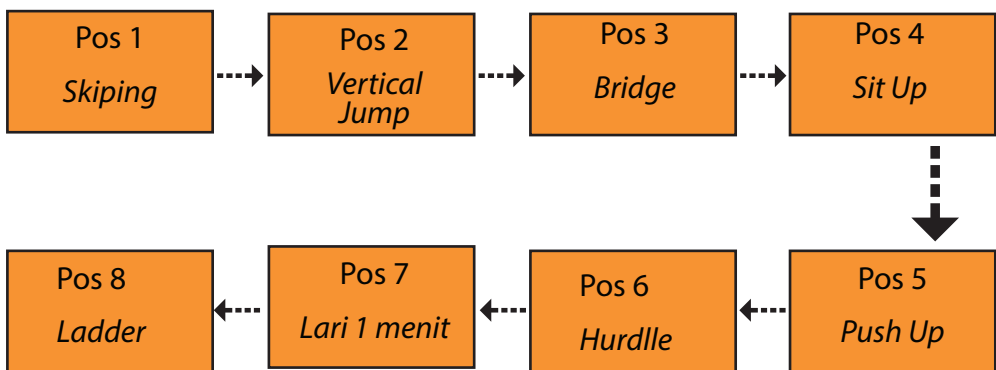 Pos 1
Skiping
Pos 2
Vertical
Jump
Pos 3
Bridge
Pos 4
Sit Up
Pos 5
Push Up
Pos 6
Hurdlle
Pos 7
Lari 1 menit
Pos 8
Ladder